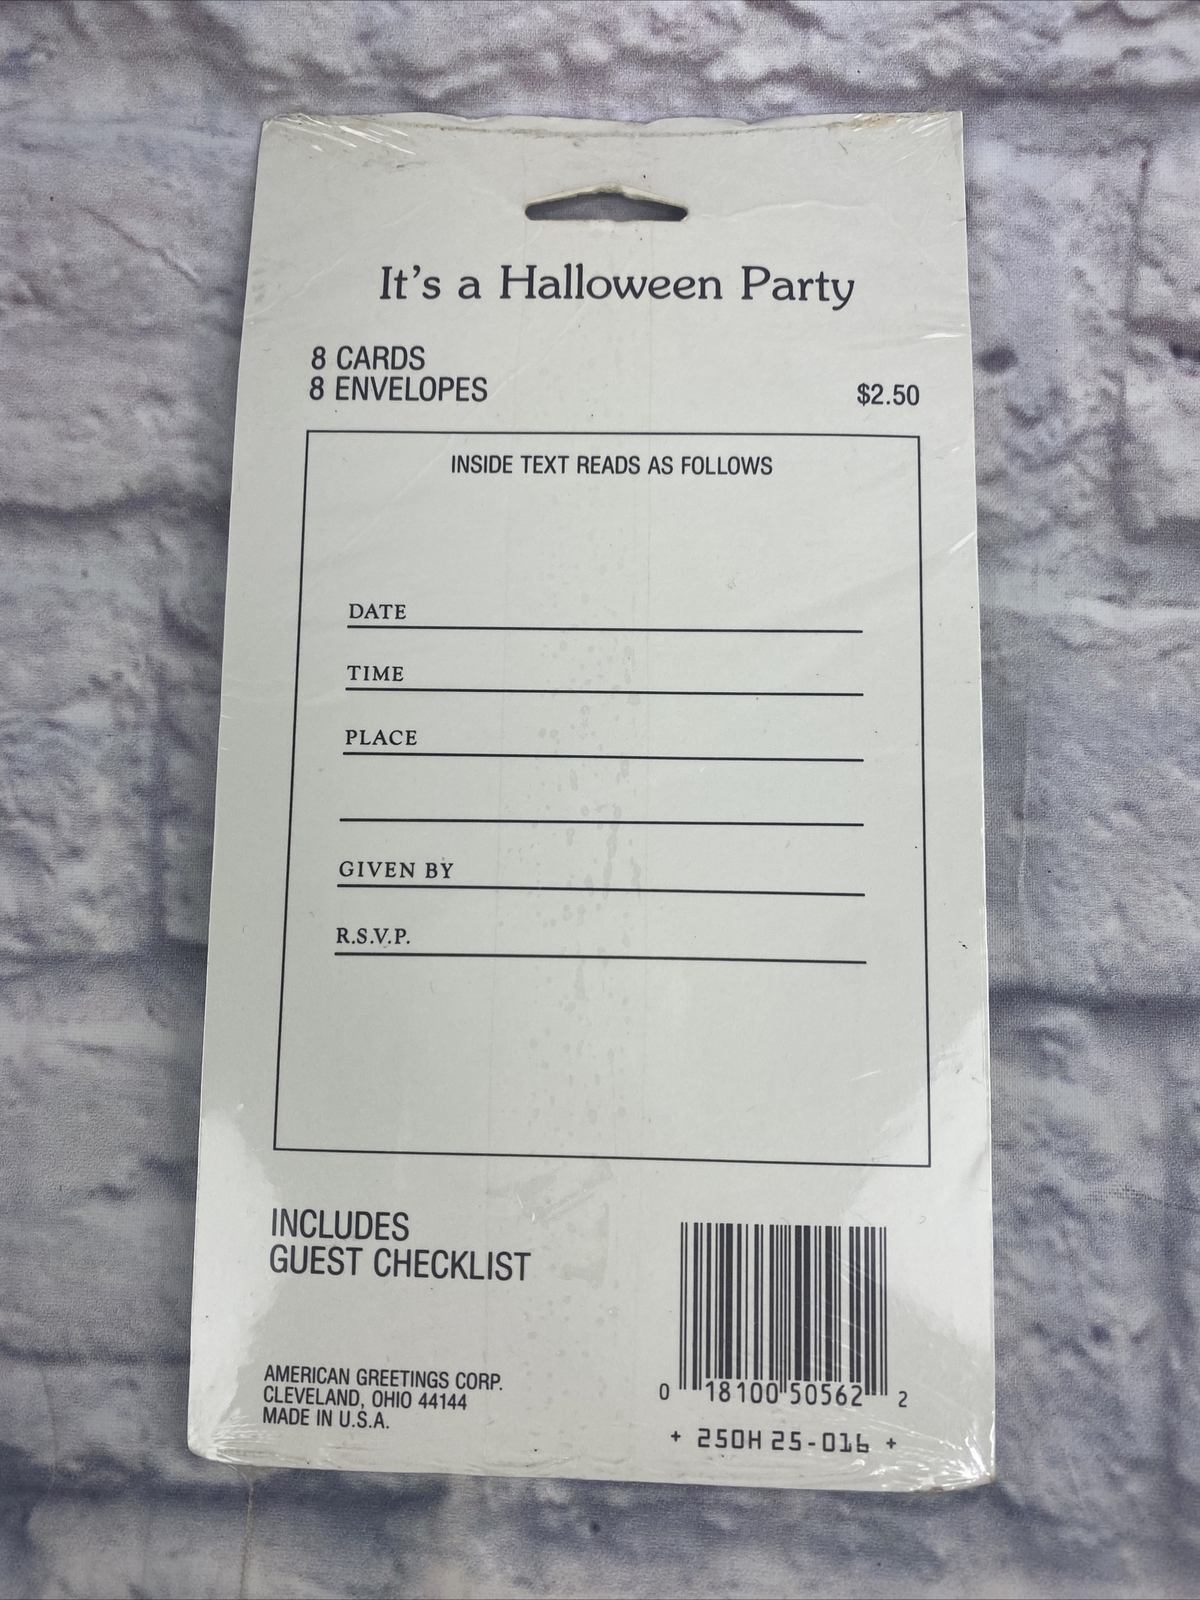 It's a Halloween Party
8 CARDS
8 ENVELOPES
$2.50
INSIDE TEXT READS AS FOLLOWS
DATE
TIME
PLACE
GIVEN BY
R.S.V.P.
INCLUDES
GUEST CHECKLIST
AMERICAN GREETINGS CORP.
CLEVELAND, OHIO 44144
MADE IN U.S.A.
0 18100 50562 2
+ 250H 25-016 +